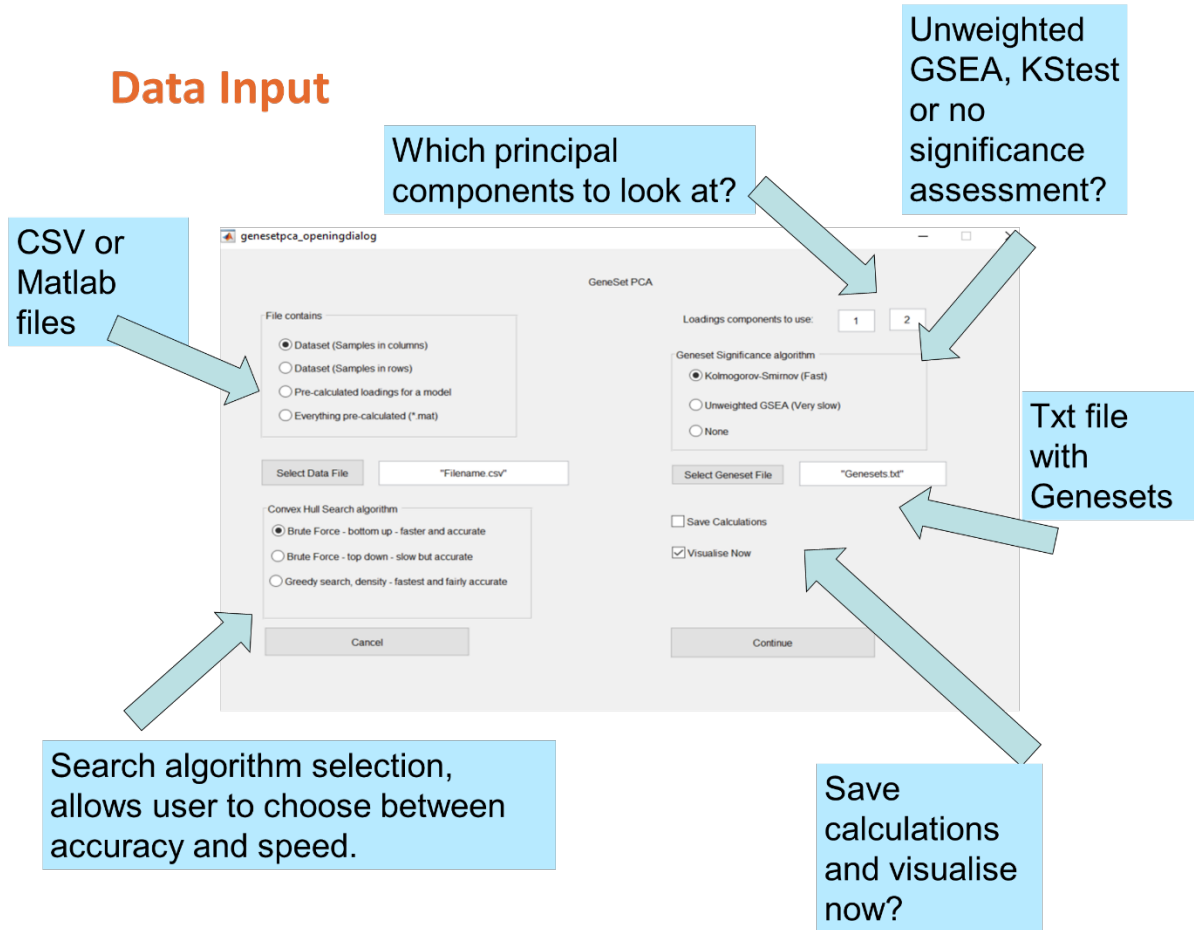 Data Input
Unweighted
GSEA, KStest
or no
significance
assessment?
Which principal
components to look at?
CSV or
Matlab
files
genesetpca_openingdialog
GeneSet PCA
File contains
Dataset (Samples in columns)
Dataset (Samples in rows)
Pre-calculated loadings for a model
Everything pre-calculated (*.mat)
Loadings components to use: 1 2
Geneset Significance algorithm
Kolmogorov-Smirnov (Fast)
Unweighted GSEA (Very slow)
None
Txt file
with
Genesets
Select Data File "Filename.csv"
Select Geneset File "Genesets.txt"
Convex Hull Search algorithm
Brute Force - bottom up - faster and accurate
Brute Force - top down - slow but accurate
Greedy search, density - fastest and fairly accurate
Save Calculations
Visualise Now
Cancel
Continue
Search algorithm selection,
allows user to choose between
accuracy and speed.
Save
calculations
and visualise
now?